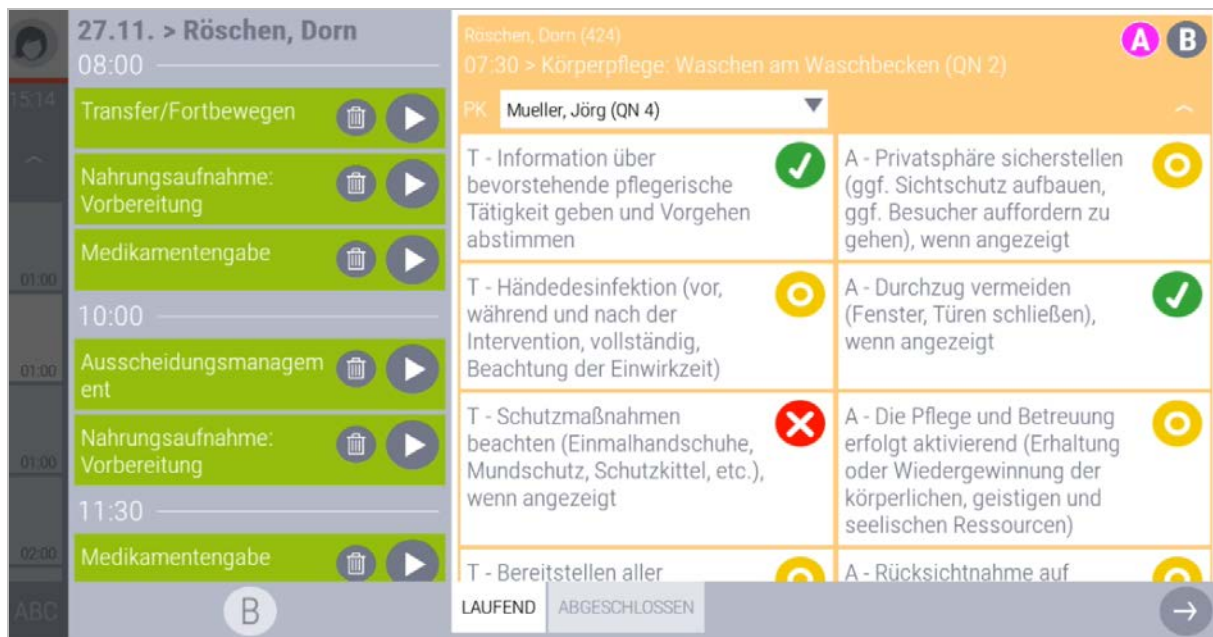 27.11. > Röschen, Dorn
08:00
Transfer/Fortbewegen
Nahrungsaufnahme:
Vorbereitung
Medikamentengabe
10:00
Ausscheidungsmanagem
ent
Nahrungsaufnahme:
Vorbereitung
11:30
Medikamentengabe
B
15:14
01:00
01:00
01:00
02:00
ABC
Röschen, Dorn (424)
07:30 > Körperpflege: Waschen am Waschbecken (QN 2)
A B
PK Mueller, Jörg (QN 4)
T - Information über
bevorstehende pflegerische
Tätigkeit geben und Vorgehen
abstimmen
A - Privatsphäre sicherstellen
(ggf. Sichtschutz aufbauen,
ggf. Besucher auffordern zu
gehen), wenn angezeigt
T - Händedesinfektion (vor,
während und nach der
Intervention, vollständig,
Beachtung der Einwirkzeit)
A - Durchzug vermeiden
(Fenster, Türen schließen),
wenn angezeigt
T - Schutzmaßnahmen
beachten (Einmalhandschuhe,
Mundschutz, Schutzkittel, etc.),
wenn angezeigt
A - Die Pflege und Betreuung
erfolgt aktivierend (Erhaltung
oder Wiedergewinnung der
körperlichen, geistigen und
seelischen Ressourcen)
T - Bereitstellen aller
A - Rücksichtnahme auf
LAUFEND ABGESCHLOSSEN